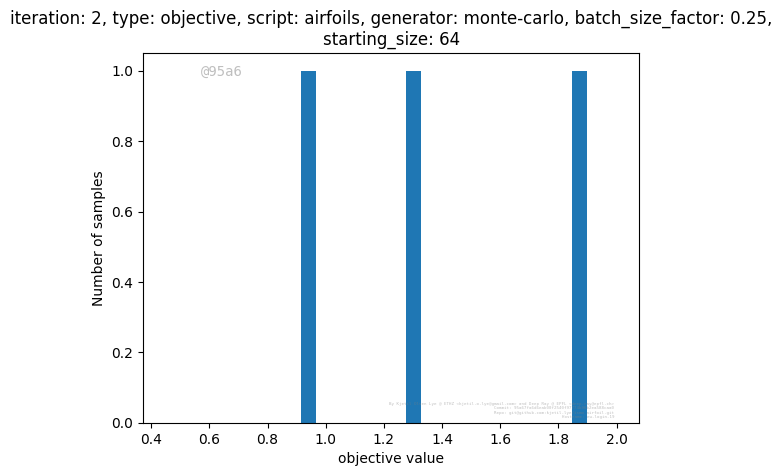 iteration: 2, type: objective, script: airfoils, generator: monte-carlo, batch_size_factor: 0.25,
starting_size: 64
@95a6
1.0
0.8
0.6
0.4
0.2
0.0
Number of samples
0.4 0.6 0.8 1.0 1.2 1.4 1.6 1.8 2.0
objective value